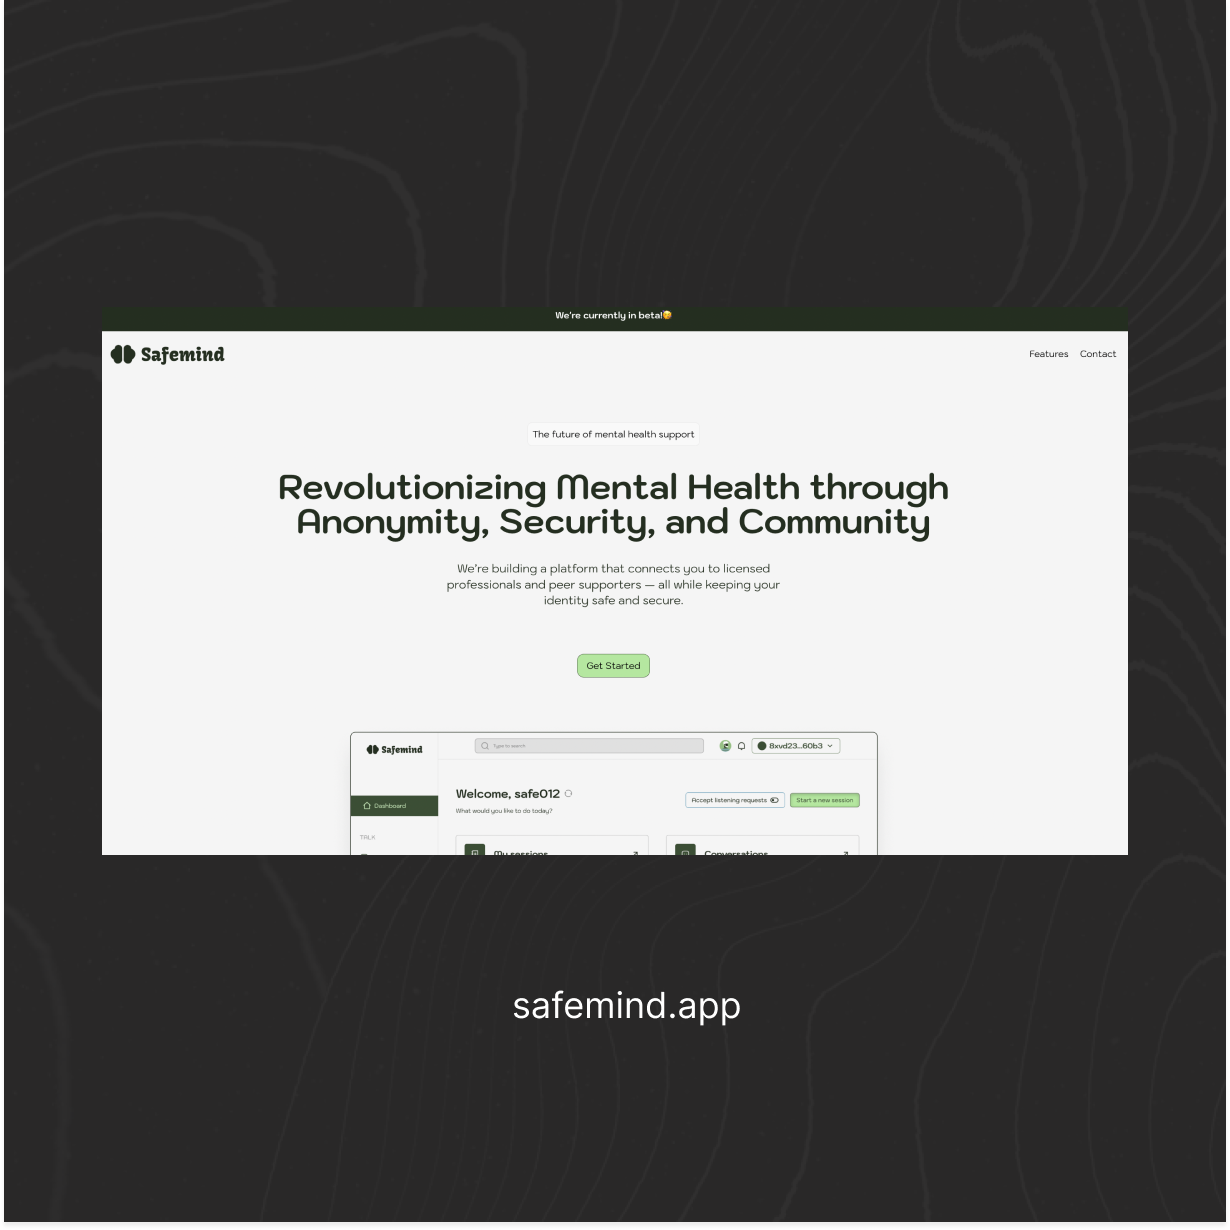 We're currently in beta!🥳
Safemind
Features Contact
The future of mental health support
Revolutionizing Mental Health through
Anonymity, Security, and Community
We're building a platform that connects you to licensed
professionals and peer supporters — all while keeping your
identity safe and secure.
Get Started
Safemind
Type to search
8xvd23...60b3
Dashboard
Welcome, safe012
Accept listening requests
Start a new session
What would you like to do today?
TALK
My sessions
Conversations
safemind.app